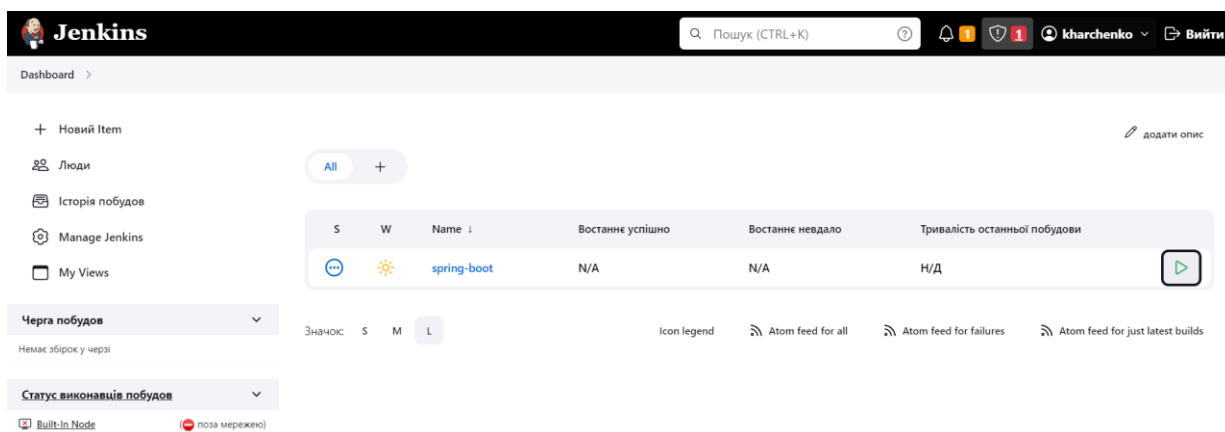 Jenkins
Пошук (CTRL+K)
1
1
kharchenko
Вийти
Dashboard
Новий Item
Люди
Історія побудов
Manage Jenkins
My Views
Черга побудов
Немає збірок у черзі
Статус виконавців побудов
Built-In Node (поза мережею)
додати опис
All +
S W Name ↓ Востаннє успішно Востаннє невдало Тривалість останньої побудови
spring-boot N/A N/A Н/Д
Значок: S M L
Icon legend Atom feed for all Atom feed for failures Atom feed for just latest builds